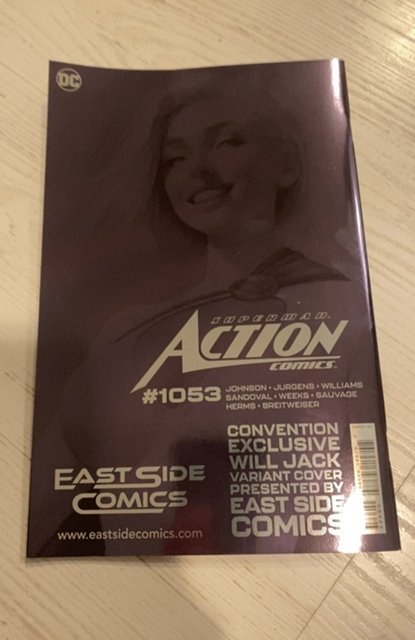 DC
SUPERMAN
ACTION
COMICS™
#1053
JOHNSON • JURGENS • WILLIAMS
SANDOVAL • WEEKS • SAUVAGE
HERMS • BREITWEISER
CONVENTION
EXCLUSIVE
WILL JACK
VARIANT COVER
PRESENTED BY
EAST SIDE
COMICS
EAST SIDE
COMICS
www.eastsidecomics.com